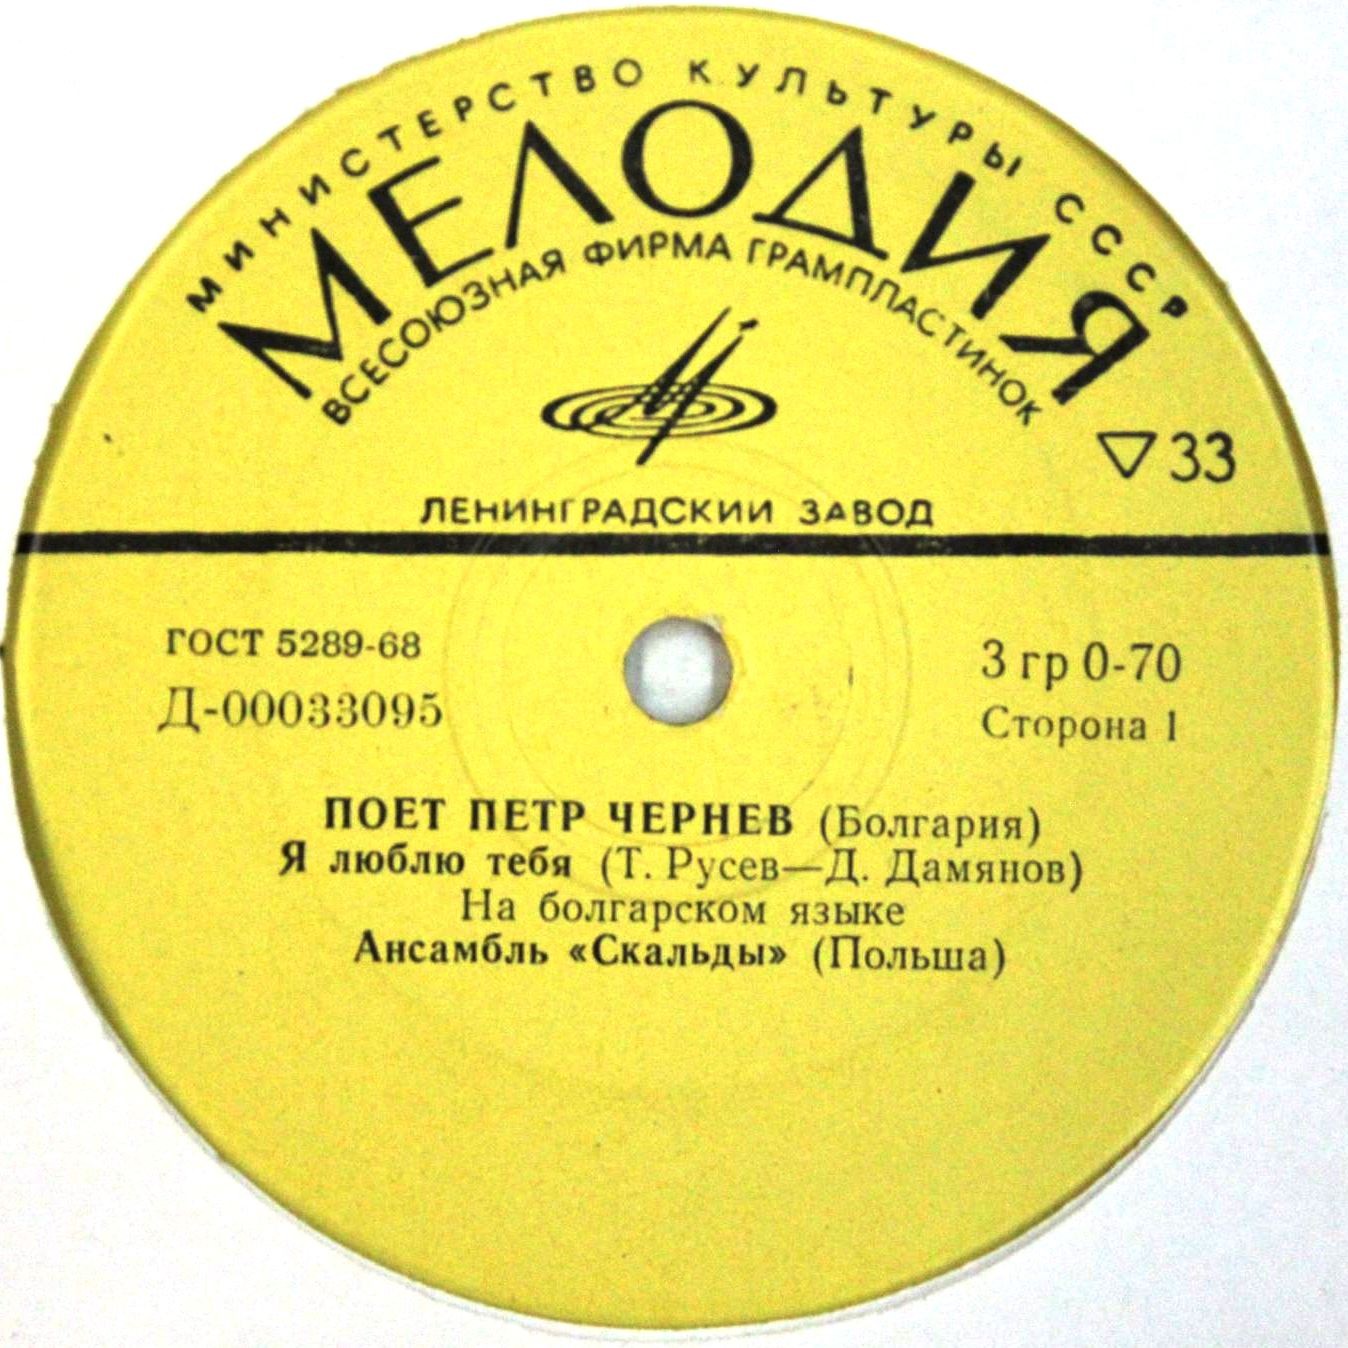 МИНИСТЕРСТВО КУЛЬТУРЫ СССР
МЕЛОДИЯ
ВСЕСОЮЗНАЯ ФИРМА ГРАМПЛАСТИНОК
▽ 33
ЛЕНИНГРАДСКИЙ ЗАВОД
ГОСТ 5289-68
3 гр 0-70
Д-00033095
Сторона 1
ПОЕТ ПЕТР ЧЕРНЕВ (Болгария)
Я люблю тебя (Т. Русев—Д. Дамянов)
На болгарском языке
Ансамбль «Скальды» (Польша)